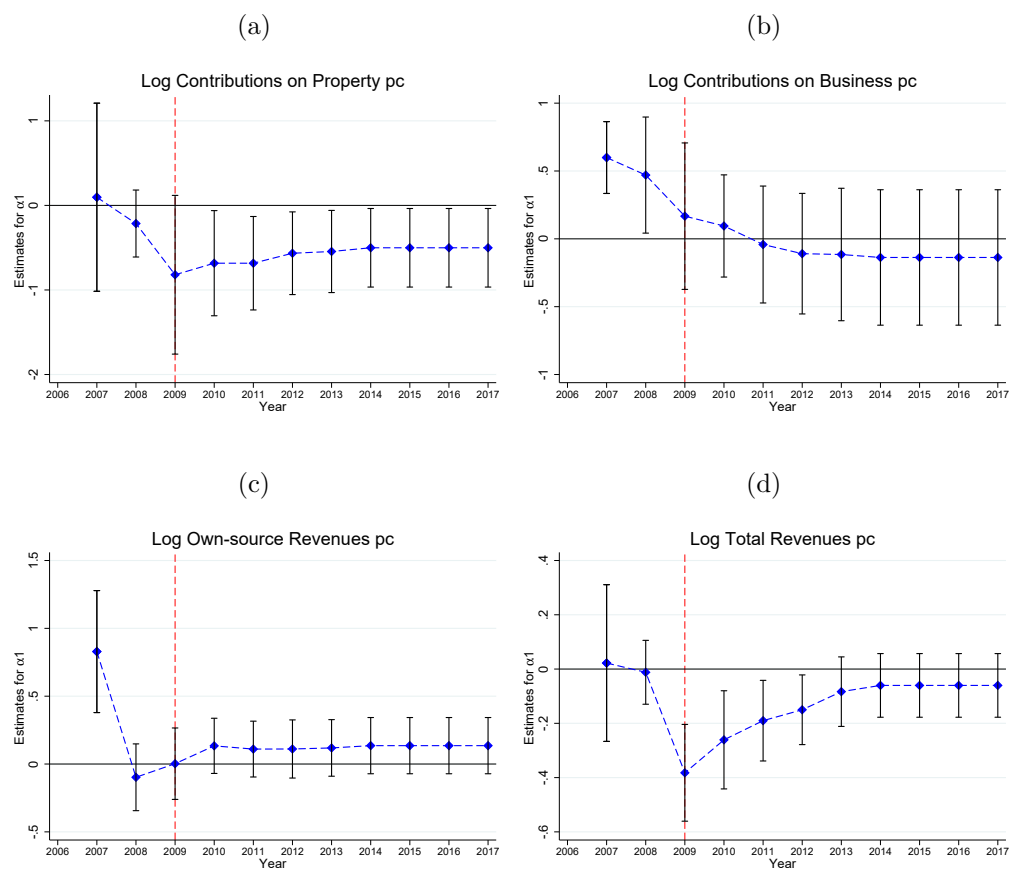 (a)
Log Contributions on Property pc
Estimates for α1
1
0
-1
-2
2006 2007 2008 2009 2010 2011 2012 2013 2014 2015 2016 2017
Year
(b)
Log Contributions on Business pc
Estimates for α1
1
.5
0
-.5
-1
2006 2007 2008 2009 2010 2011 2012 2013 2014 2015 2016 2017
Year
(c)
Log Own-source Revenues pc
Estimates for α1
1.5
1
.5
0
-.5
2006 2007 2008 2009 2010 2011 2012 2013 2014 2015 2016 2017
Year
(d)
Log Total Revenues pc
Estimates for α1
.4
.2
0
-.2
-.4
-.6
2006 2007 2008 2009 2010 2011 2012 2013 2014 2015 2016 2017
Year